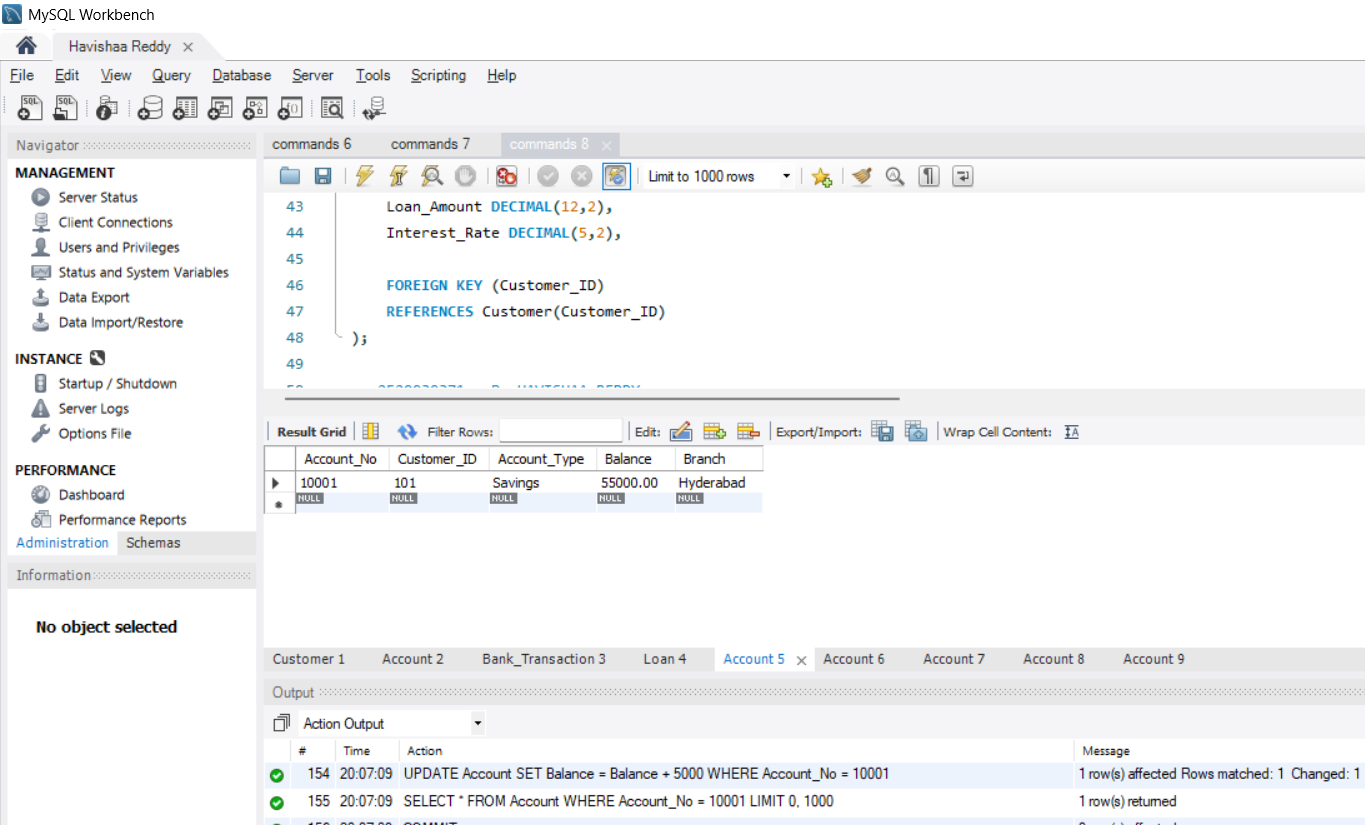 MySQL Workbench
Havishaa Reddy
File Edit View Query Database Server Tools Scripting Help
Navigator
MANAGEMENT
Server Status
Client Connections
Users and Privileges
Status and System Variables
Data Export
Data Import/Restore
INSTANCE
Startup / Shutdown
Server Logs
Options File
PERFORMANCE
Dashboard
Performance Reports
Administration Schemas
Information
No object selected
commands 6 commands 7 commands 8
Limit to 1000 rows
43 Loan_Amount DECIMAL(12,2),
44 Interest_Rate DECIMAL(5,2),
45
46 FOREIGN KEY (Customer_ID)
47 REFERENCES Customer(Customer_ID)
48 );
49
Result Grid Filter Rows: Edit: Export/Import: Wrap Cell Content:
Account_No Customer_ID Account_Type Balance Branch
10001 101 Savings 55000.00 Hyderabad
NULL NULL NULL NULL NULL
Customer 1 Account 2 Bank_Transaction 3 Loan 4 Account 5 Account 6 Account 7 Account 8 Account 9
Output
Action Output
# Time Action Message
154 20:07:09 UPDATE Account SET Balance = Balance + 5000 WHERE Account_No = 10001 1 row(s) affected Rows matched: 1 Changed: 1
155 20:07:09 SELECT * FROM Account WHERE Account_No = 10001 LIMIT 0, 1000 1 row(s) returned